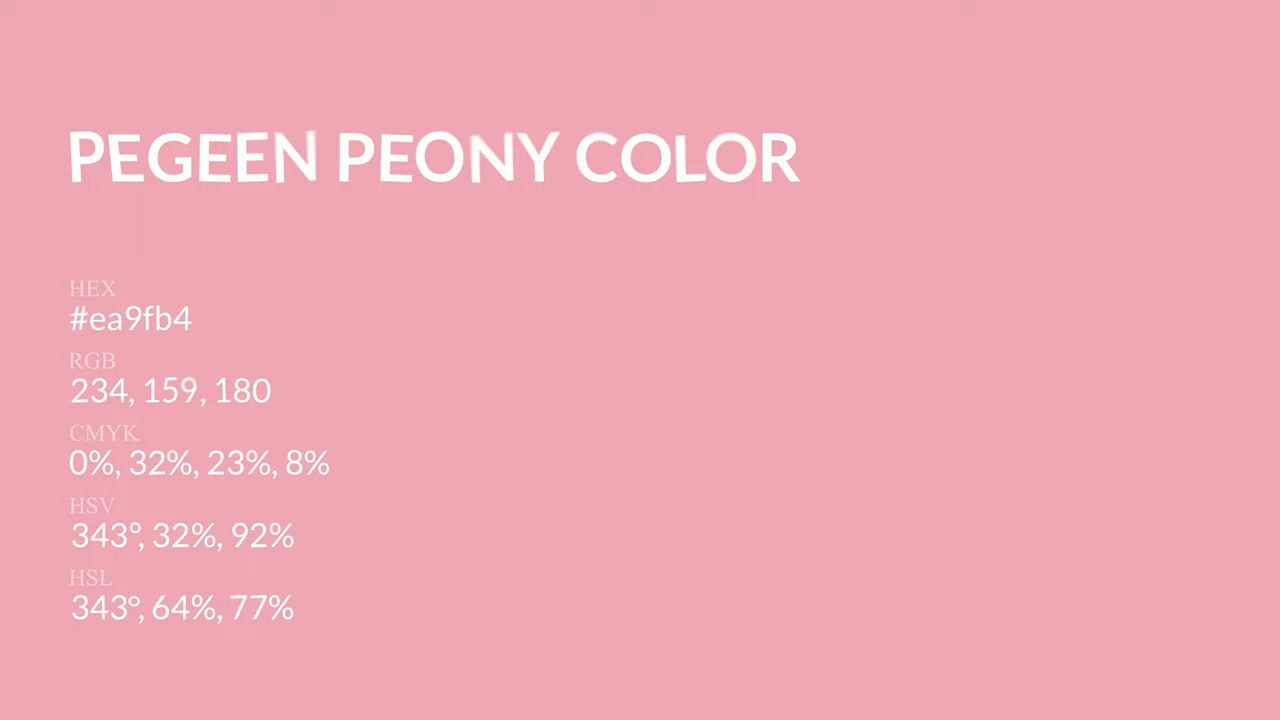 PEGEEN PEONY COLOR
HEX
#ea9fb4
RGB
234, 159, 180
CMYK
0%, 32%, 23%, 8%
HSV
343°, 32%, 92%
HSL
343°, 64%, 77%